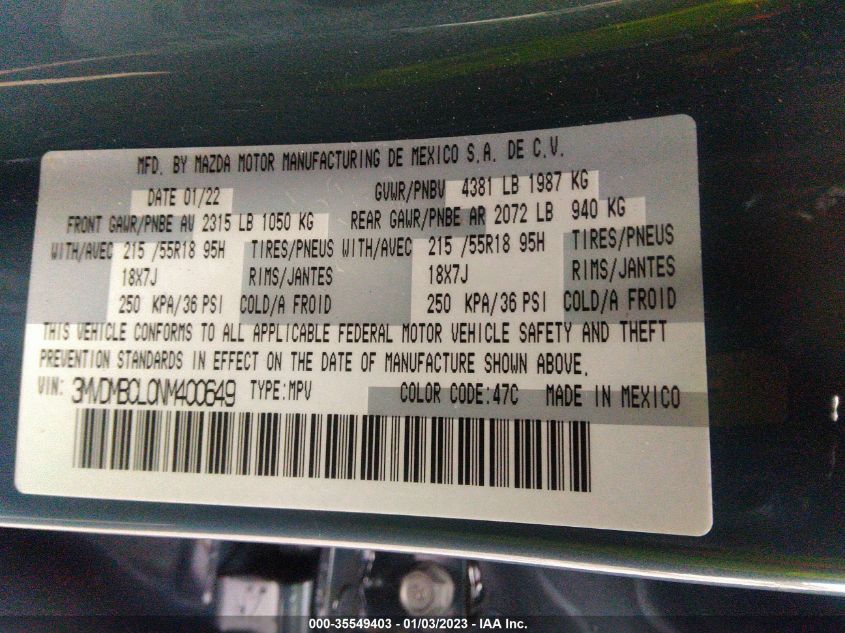 MFD. BY MAZDA MOTOR MANUFACTURING DE MEXICO S.A. DE C.V.
DATE 01/22 GVWR/PNBV 4381 LB 1987 KG
FRONT GAWR/PNBE AV 2315 LB 1050 KG REAR GAWR/PNBE AR 2072 LB 940 KG
WITH/AVEC 215 /55R18 95H TIRES/PNEUS WITH/AVEC 215 /55R18 95H TIRES/PNEUS
18X7J RIMS/JANTES 18X7J RIMS/JANTES
250 KPA/36 PSI COLD/A FROID 250 KPA/36 PSI COLD/A FROID
THIS VEHICLE CONFORMS TO ALL APPLICABLE FEDERAL MOTOR VEHICLE SAFETY AND THEFT
PREVENTION STANDARDS IN EFFECT ON THE DATE OF MANUFACTURE SHOWN ABOVE.
VIN: 3MVDMBCL0NM400649 TYPE:MPV COLOR CODE:47C MADE IN MEXICO
000-35549403 - 01/03/2023 - IAA Inc.